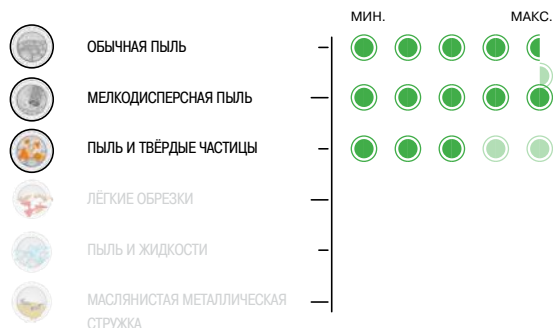 МИН. МАКС.
ОБЫЧНАЯ ПЫЛЬ
МЕЛКОДИСПЕРСНАЯ ПЫЛЬ
ПЫЛЬ И ТВЁРДЫЕ ЧАСТИЦЫ
ЛЁГКИЕ ОБРЕЗКИ
ПЫЛЬ И ЖИДКОСТИ
МАСЛЯНИСТАЯ МЕТАЛЛИЧЕСКАЯ
СТРУЖКА